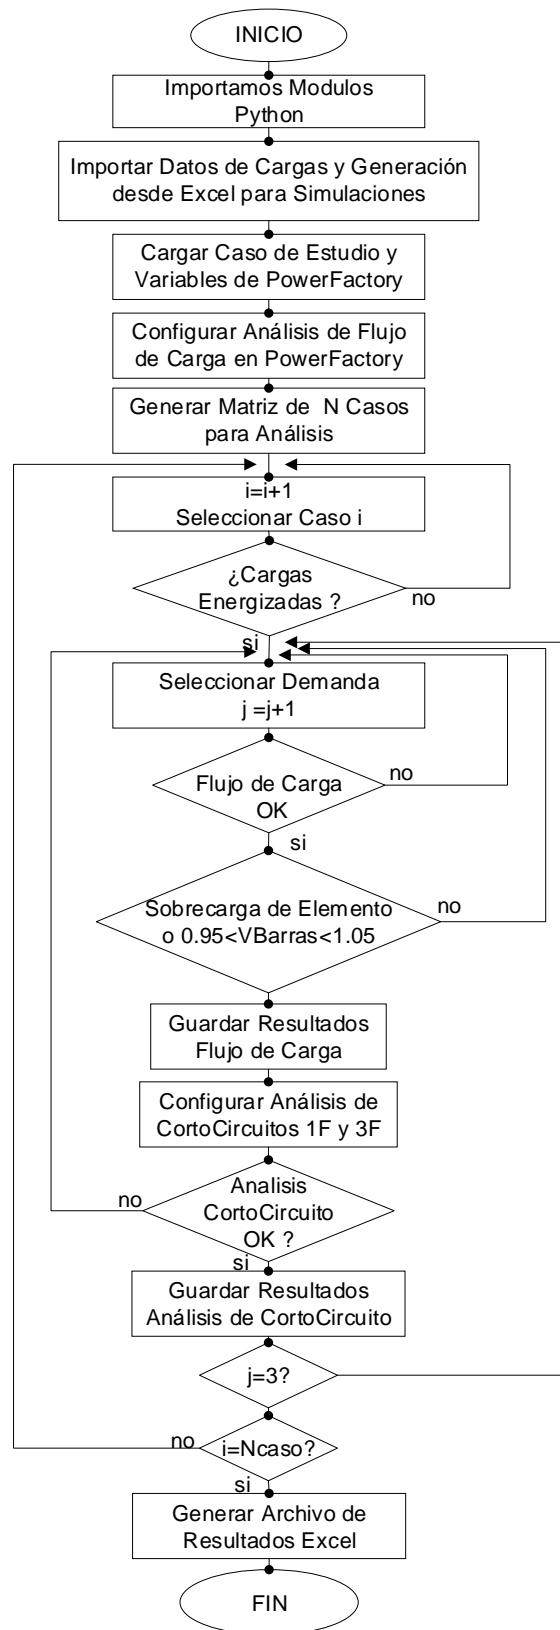 INICIO
Importamos Modulos
Python
Importar Datos de Cargas y Generación
desde Excel para Simulaciones
Cargar Caso de Estudio y
Variables de PowerFactory
Configurar Análisis de Flujo
de Carga en PowerFactory
Generar Matriz de N Casos
para Análisis
i=i+1
Seleccionar Caso i
¿Cargas
Energizadas ?
no
si
Seleccionar Demanda
j =j+1
Flujo de Carga
OK
no
si
Sobrecarga de Elemento
o 0.95<VBarras<1.05
no
Guardar Resultados
Flujo de Carga
Configurar Análisis de
CortoCircuitos 1F y 3F
Analisis
CortoCircuito
OK ?
no
si
Guardar Resultados
Análisis de CortoCircuito
j=3?
i=Ncaso?
no
si
Generar Archivo de
Resultados Excel
FIN